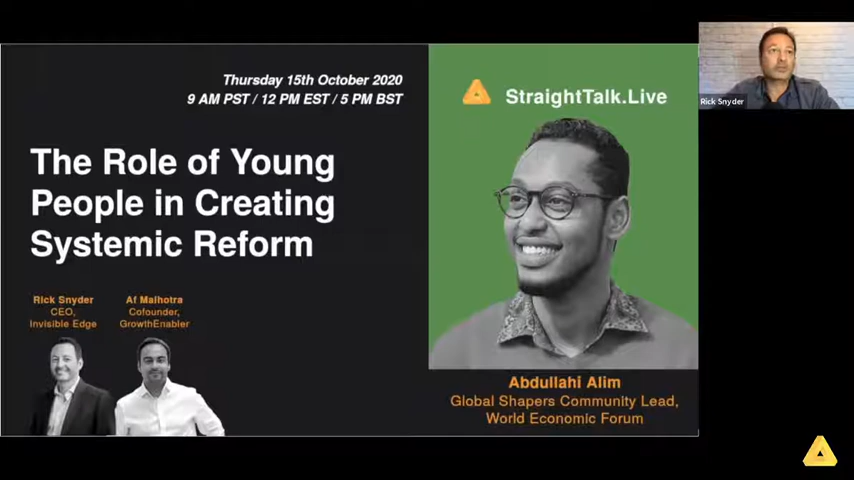 Thursday 15th October 2020
9 AM PST / 12 PM EST / 5 PM BST
The Role of Young
People in Creating
Systemic Reform
Rick Snyder
CEO,
Invisible Edge
Af Malhotra
Cofounder,
GrowthEnabler
StraightTalk.Live
Abdullahi Alim
Global Shapers Community Lead,
World Economic Forum
Rick Snyder